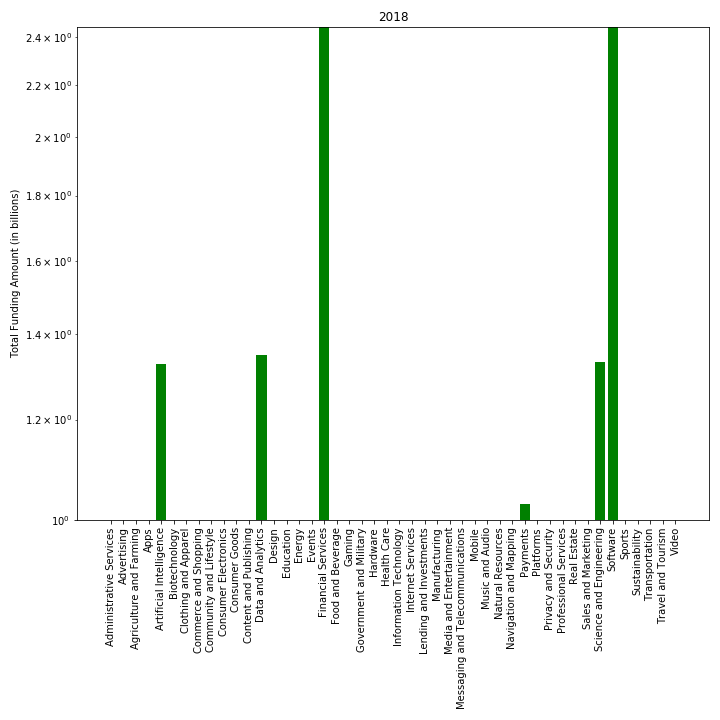 2018
Total Funding Amount (in billions)
2.4 × 10⁰
2.2 × 10⁰
2 × 10⁰
1.8 × 10⁰
1.6 × 10⁰
1.4 × 10⁰
1.2 × 10⁰
10⁰
Administrative Services
Advertising
Agriculture and Farming
Apps
Artificial Intelligence
Biotechnology
Clothing and Apparel
Commerce and Shopping
Community and Lifestyle
Consumer Electronics
Consumer Goods
Content and Publishing
Data and Analytics
Design
Education
Energy
Events
Financial Services
Food and Beverage
Gaming
Government and Military
Hardware
Health Care
Information Technology
Internet Services
Lending and Investments
Manufacturing
Media and Entertainment
Messaging and Telecommunications
Mobile
Music and Audio
Natural Resources
Navigation and Mapping
Payments
Platforms
Privacy and Security
Professional Services
Real Estate
Sales and Marketing
Science and Engineering
Software
Sports
Sustainability
Transportation
Travel and Tourism
Video